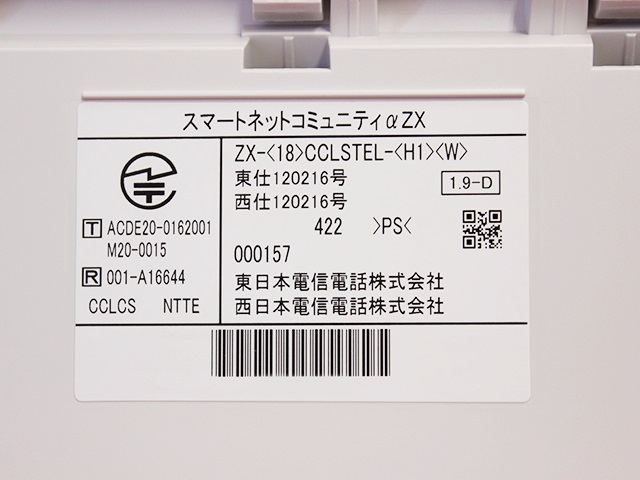 スマートネットコミュニティαZX
ZX-<18>CCLSTEL-<H1><W>
東仕120216号
1.9-D
西仕120216号
422 >PS<
000157
東日本電信電話株式会社
西日本電信電話株式会社
T ACDE20-0162001
M20-0015
R 001-A16644
CCLCS NTTE